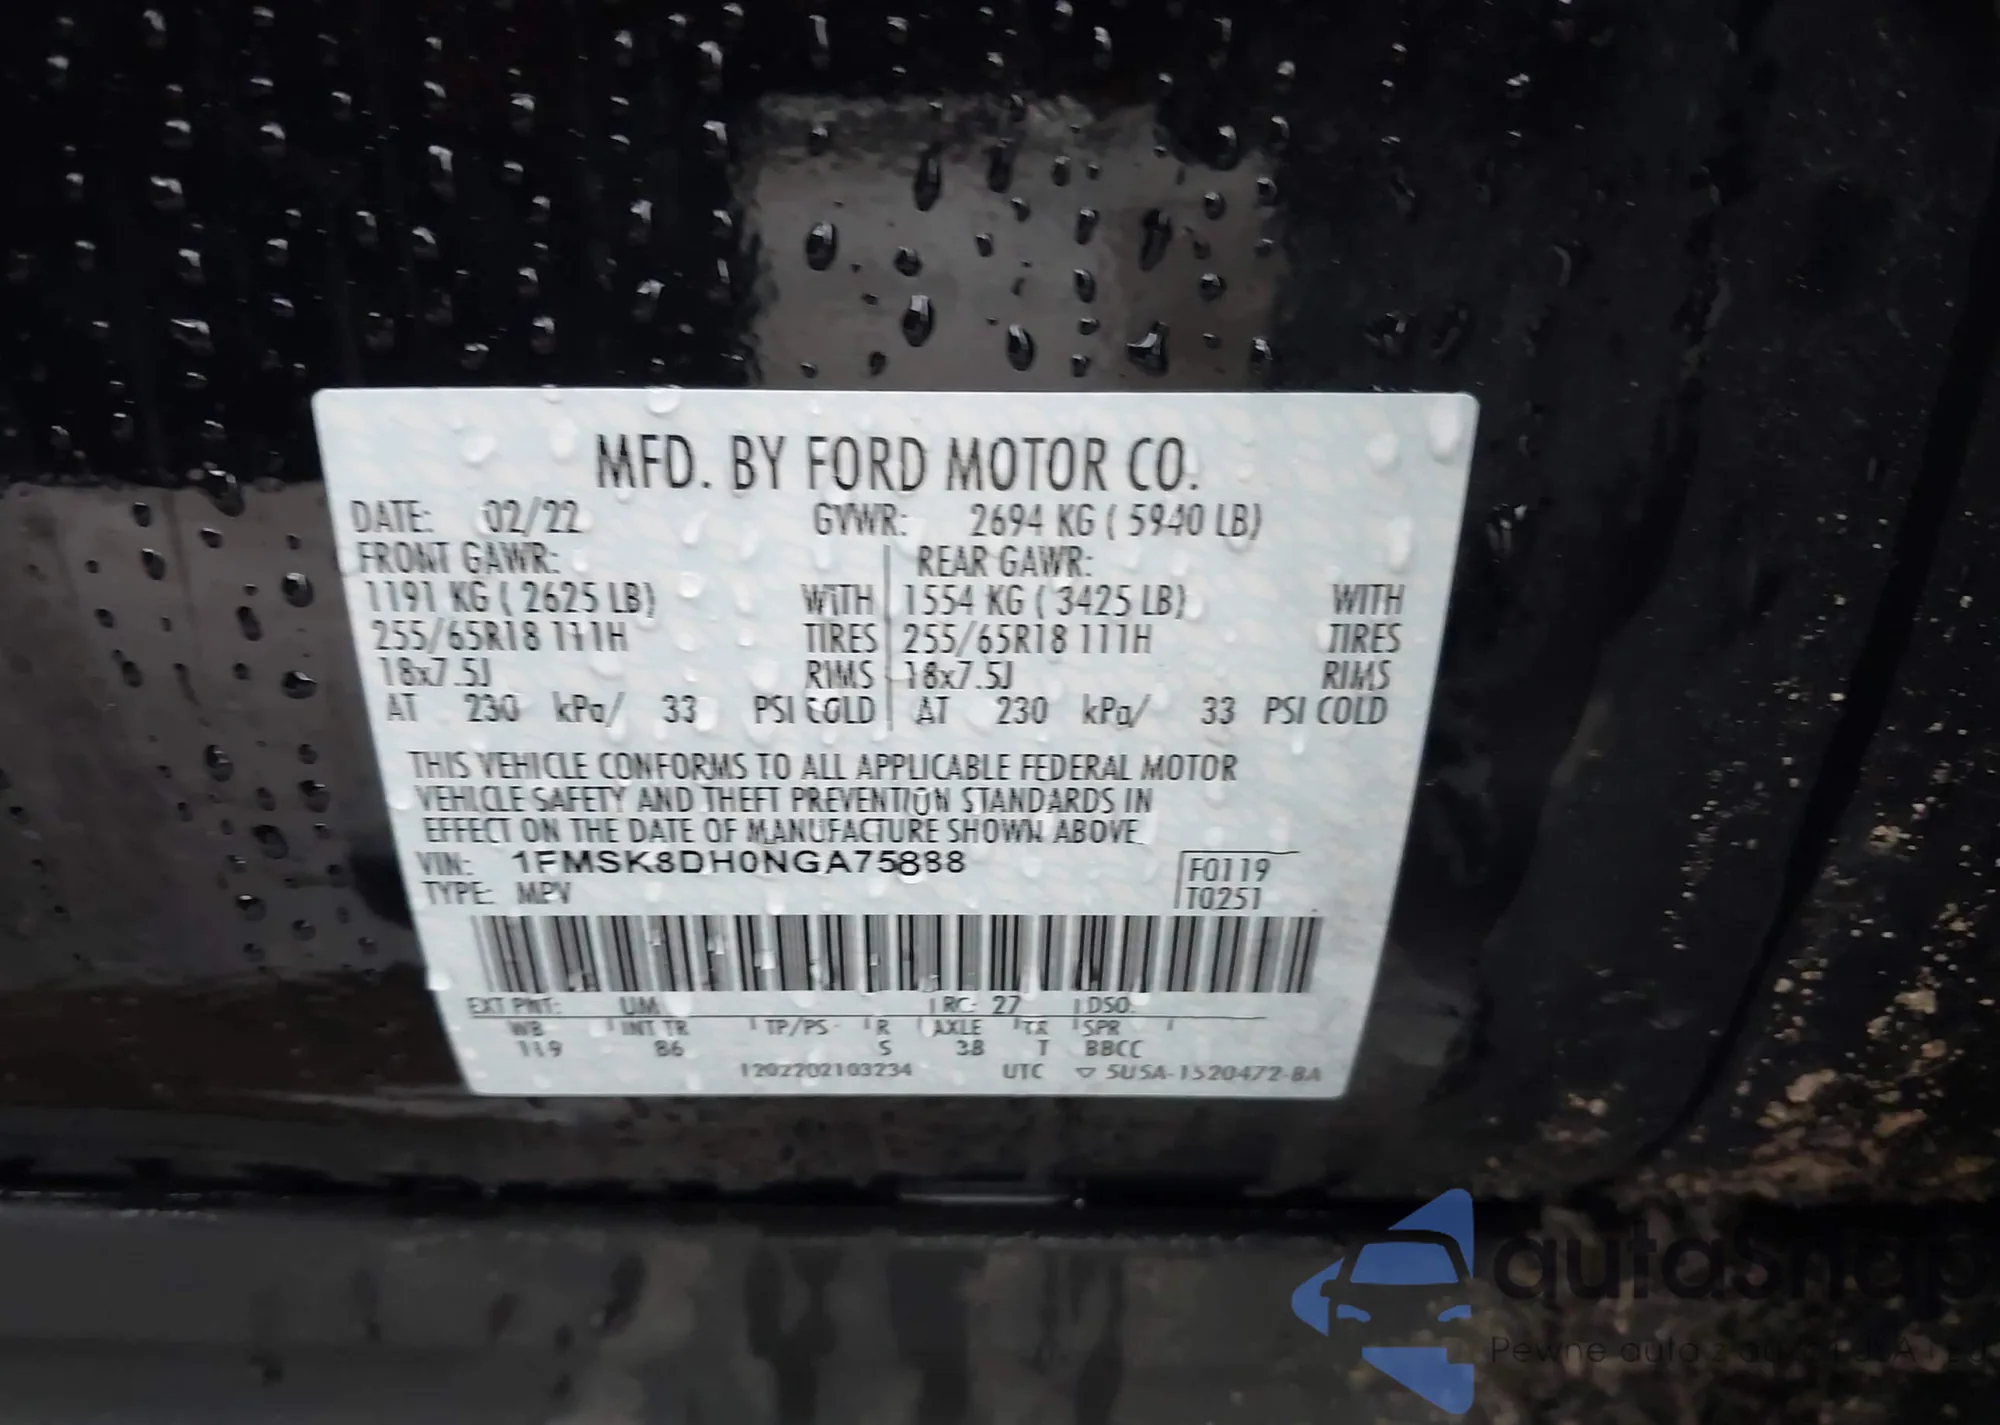 MFD. BY FORD MOTOR CO.
DATE: 02/22 GVWR: 2694 KG ( 5940 LB)
FRONT GAWR: REAR GAWR:
1191 KG ( 2625 LB) WITH 1554 KG ( 3425 LB) WITH
255/65R18 111H TIRES 255/65R18 111H TIRES
18x7.5J RIMS 18x7.5J RIMS
AT 230 kPa/ 33 PSI COLD AT 230 kPa/ 33 PSI COLD
THIS VEHICLE CONFORMS TO ALL APPLICABLE FEDERAL MOTOR
VEHICLE SAFETY AND THEFT PREVENTION STANDARDS IN
EFFECT ON THE DATE OF MANUFACTURE SHOWN ABOVE.
VIN: 1FMSK8DH0NGA75888 F0119
TYPE: MPV T0251
EXT PNT: UM RC: 27 DSO:
WB INT TR TP/PS R AXLE TR SPR
119 86 S 38 T BBCC
1202202103234 UTC ▽ 5U5A-1520472-BA
autaSnap
Pewne auta z